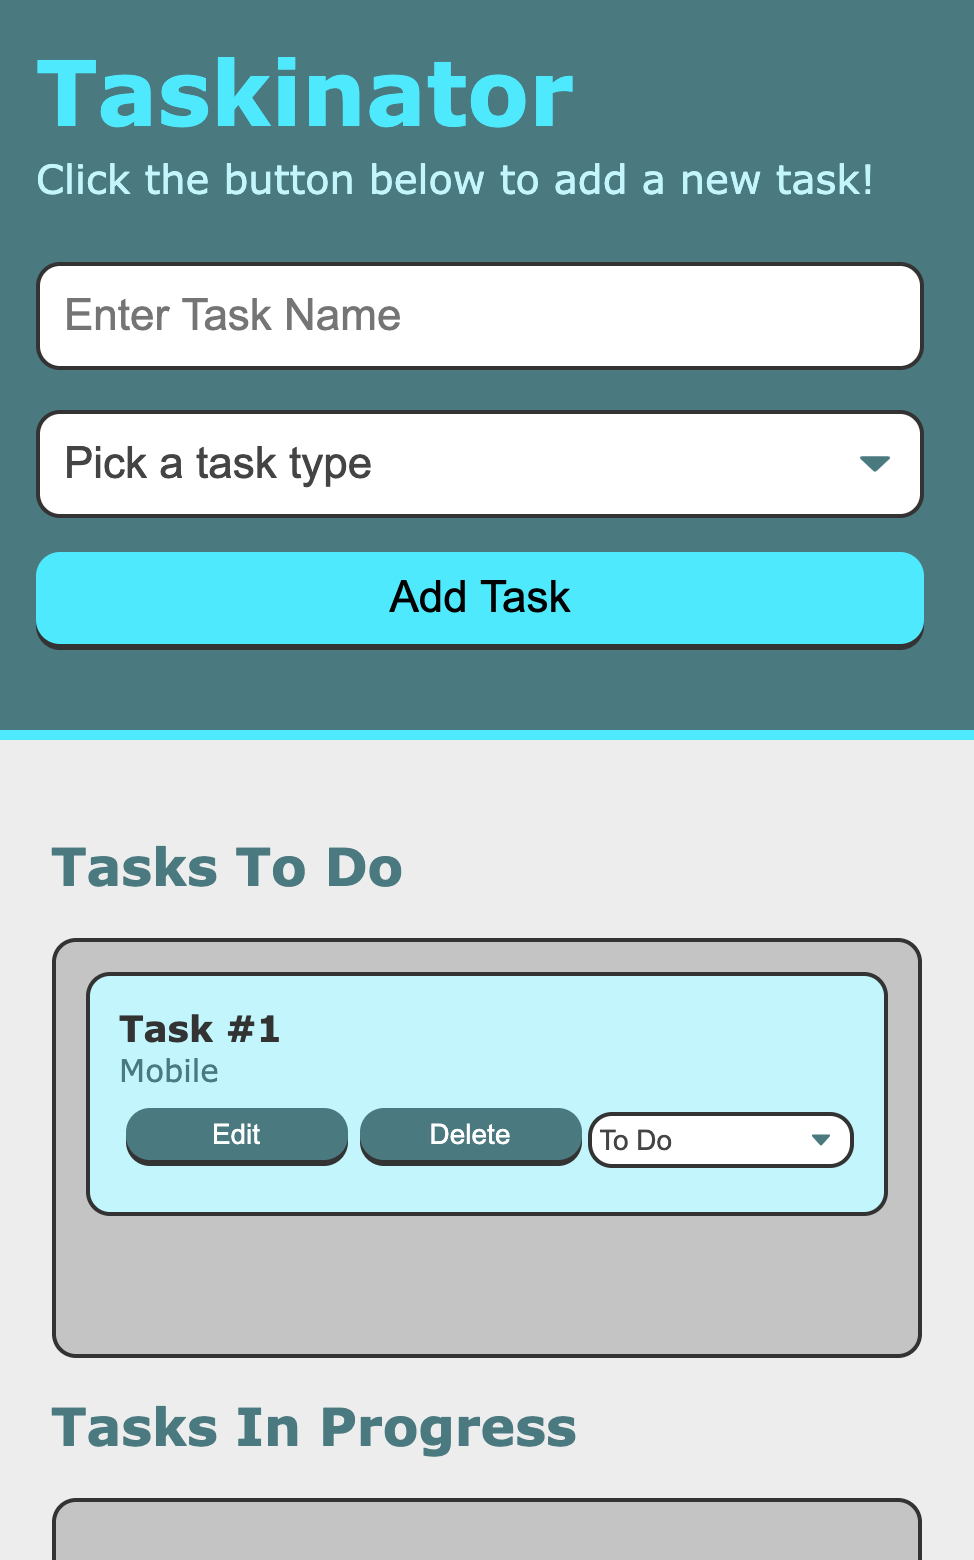 Taskinator
Click the button below to add a new task!
Enter Task Name
Pick a task type
Add Task
Tasks To Do
Task #1
Mobile
Edit Delete To Do
Tasks In Progress